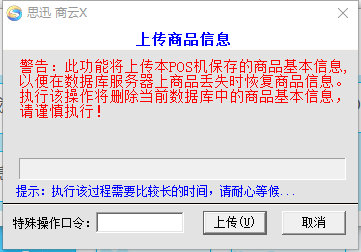 思迅 商云X
上传商品信息
警告：此功能将上传本POS机保存的商品基本信息，
以便在数据库服务器上商品丢失时恢复商品信息。
执行该操作将删除当前数据库中的商品基本信息，
请谨慎执行！
提示：执行该过程需要比较长的时间，请耐心等候...
特殊操作口令：
上传(U)
取消